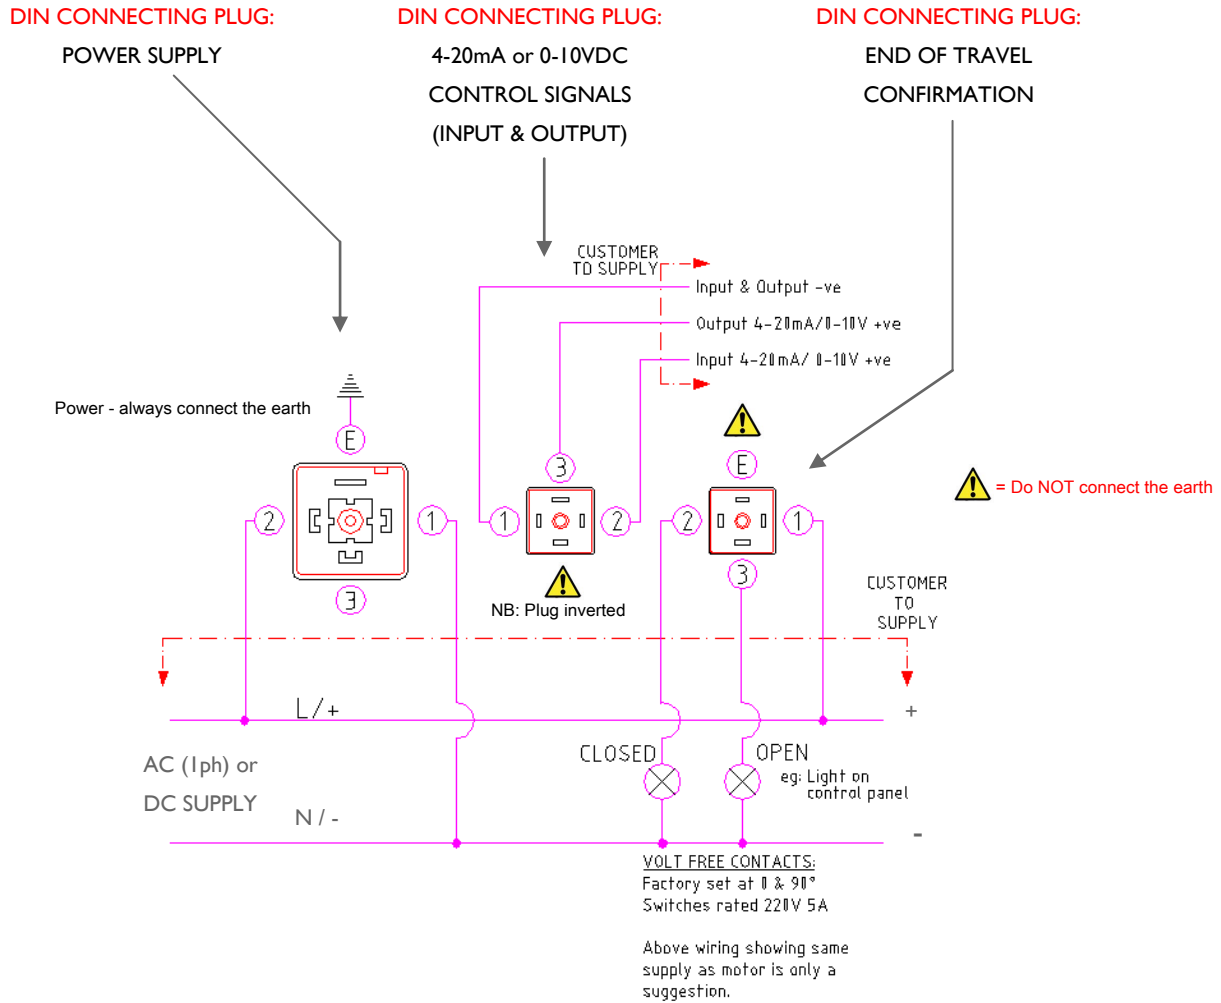 DIN CONNECTING PLUG:
POWER SUPPLY
DIN CONNECTING PLUG:
4-20mA or 0-10VDC
CONTROL SIGNALS
(INPUT & OUTPUT)
DIN CONNECTING PLUG:
END OF TRAVEL
CONFIRMATION
CUSTOMER
TO SUPPLY
Input & Output -ve
Output 4-20mA/0-10V +ve
Input 4-20mA/ 0-10V +ve
Power - always connect the earth
E
2
1
3
3
1
2
NB: Plug inverted
E
2
1
3
= Do NOT connect the earth
CUSTOMER
TO
SUPPLY
L/+
+
AC (1ph) or
DC SUPPLY
N / -
-
CLOSED
OPEN
eg: Light on
control panel
VOLT FREE CONTACTS:
Factory set at 0 & 90°
Switches rated 220V 5A
Above wiring showing same
supply as motor is only a
suggestion.